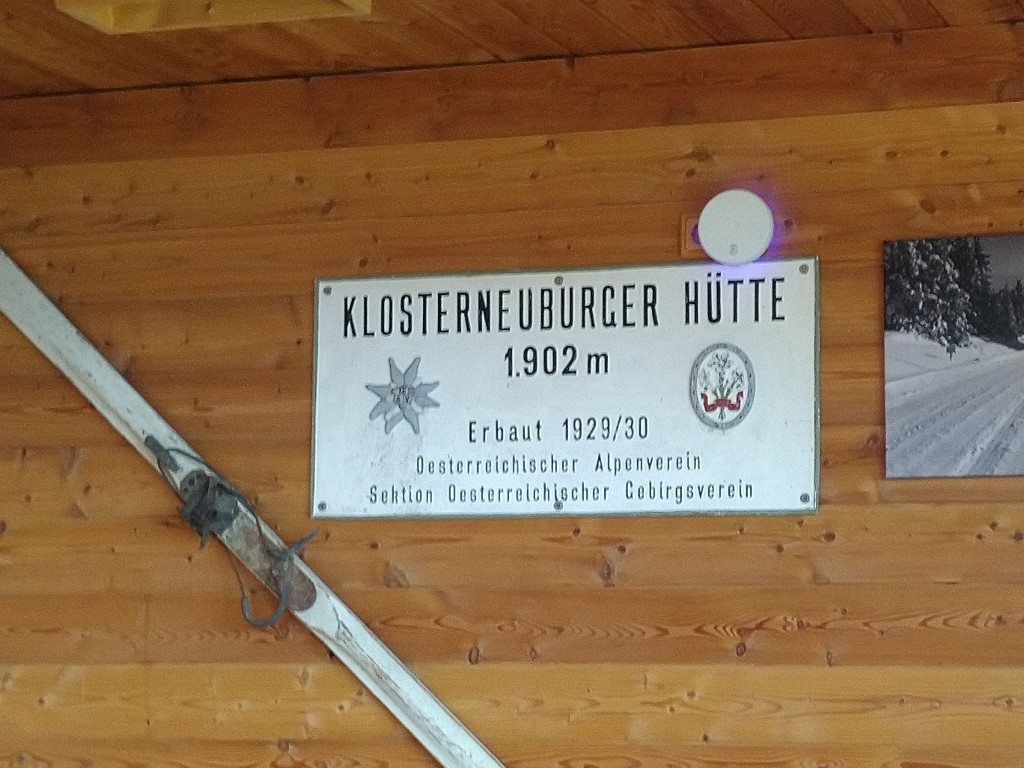 KLOSTERNEUBURGER HÜTTE
1.902 m
Erbaut 1929/30
Oesterreichischer Alpenverein
Sektion Oesterreichischer Gebirgsverein